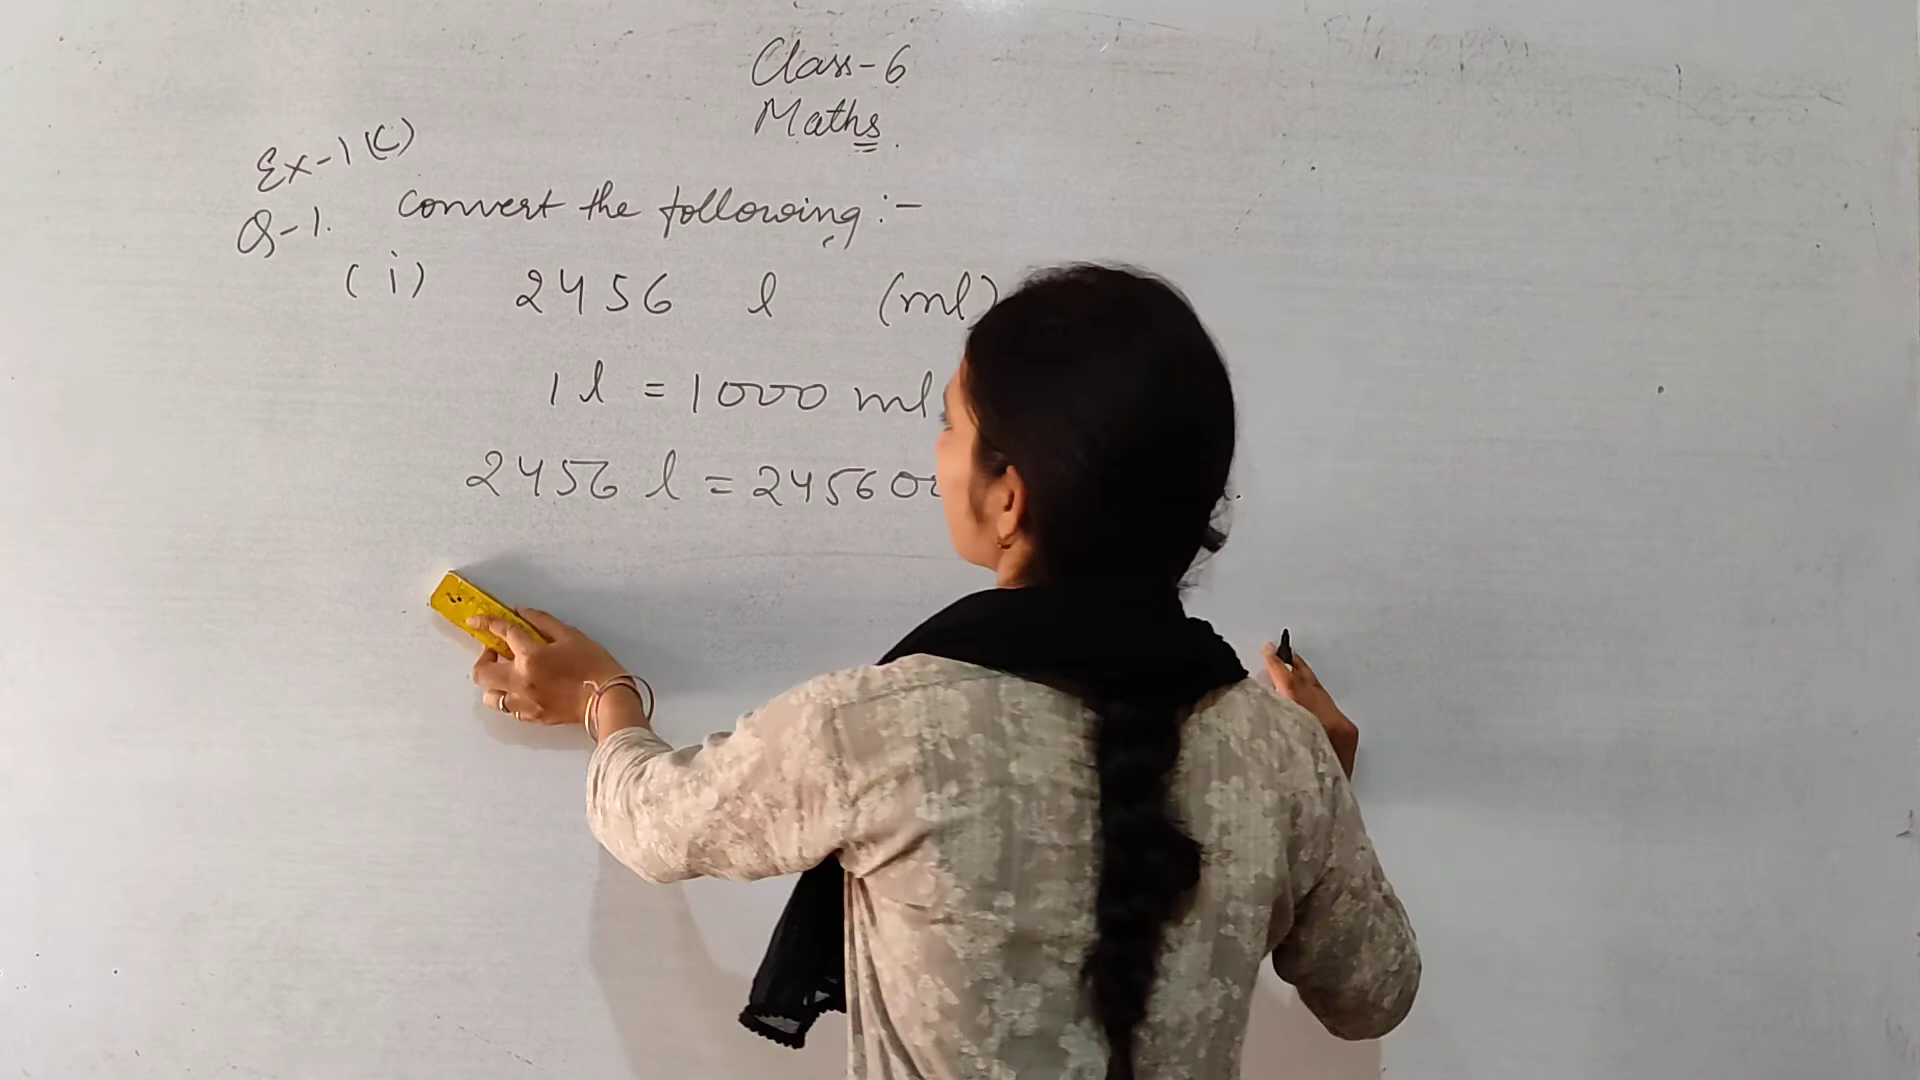 Class-6
Maths.
Ex-1(C)
Q-1. Convert the following:-
(i) 2456 l (ml)
1 l = 1000 ml
2456 l = 24560